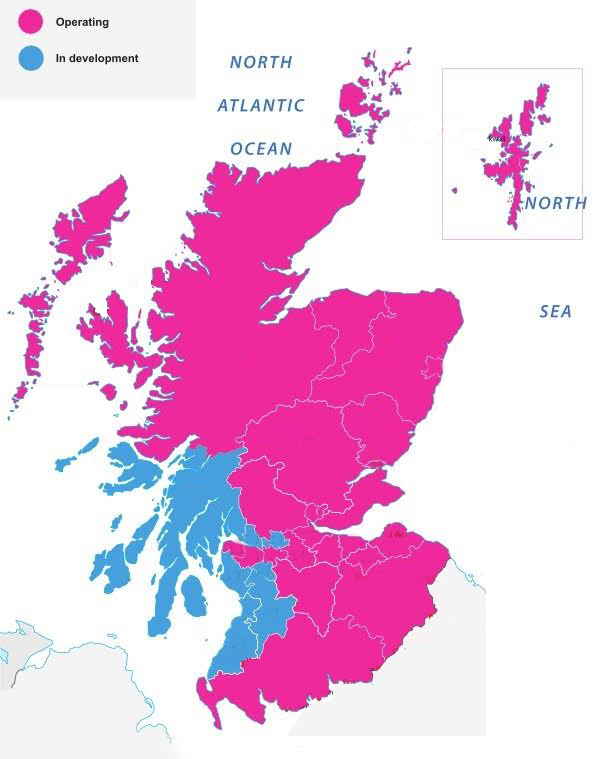 Operating
In development
NORTH
ATLANTIC
OCEAN
NORTH
SEA